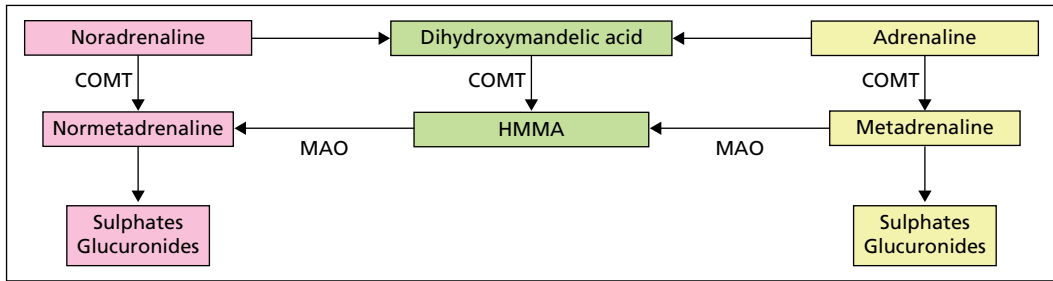 Noradrenaline
Dihydroxymandelic acid
Adrenaline
COMT
COMT
COMT
Normetadrenaline
HMMA
Metadrenaline
MAO
MAO
Sulphates
Glucuronides
Sulphates
Glucuronides